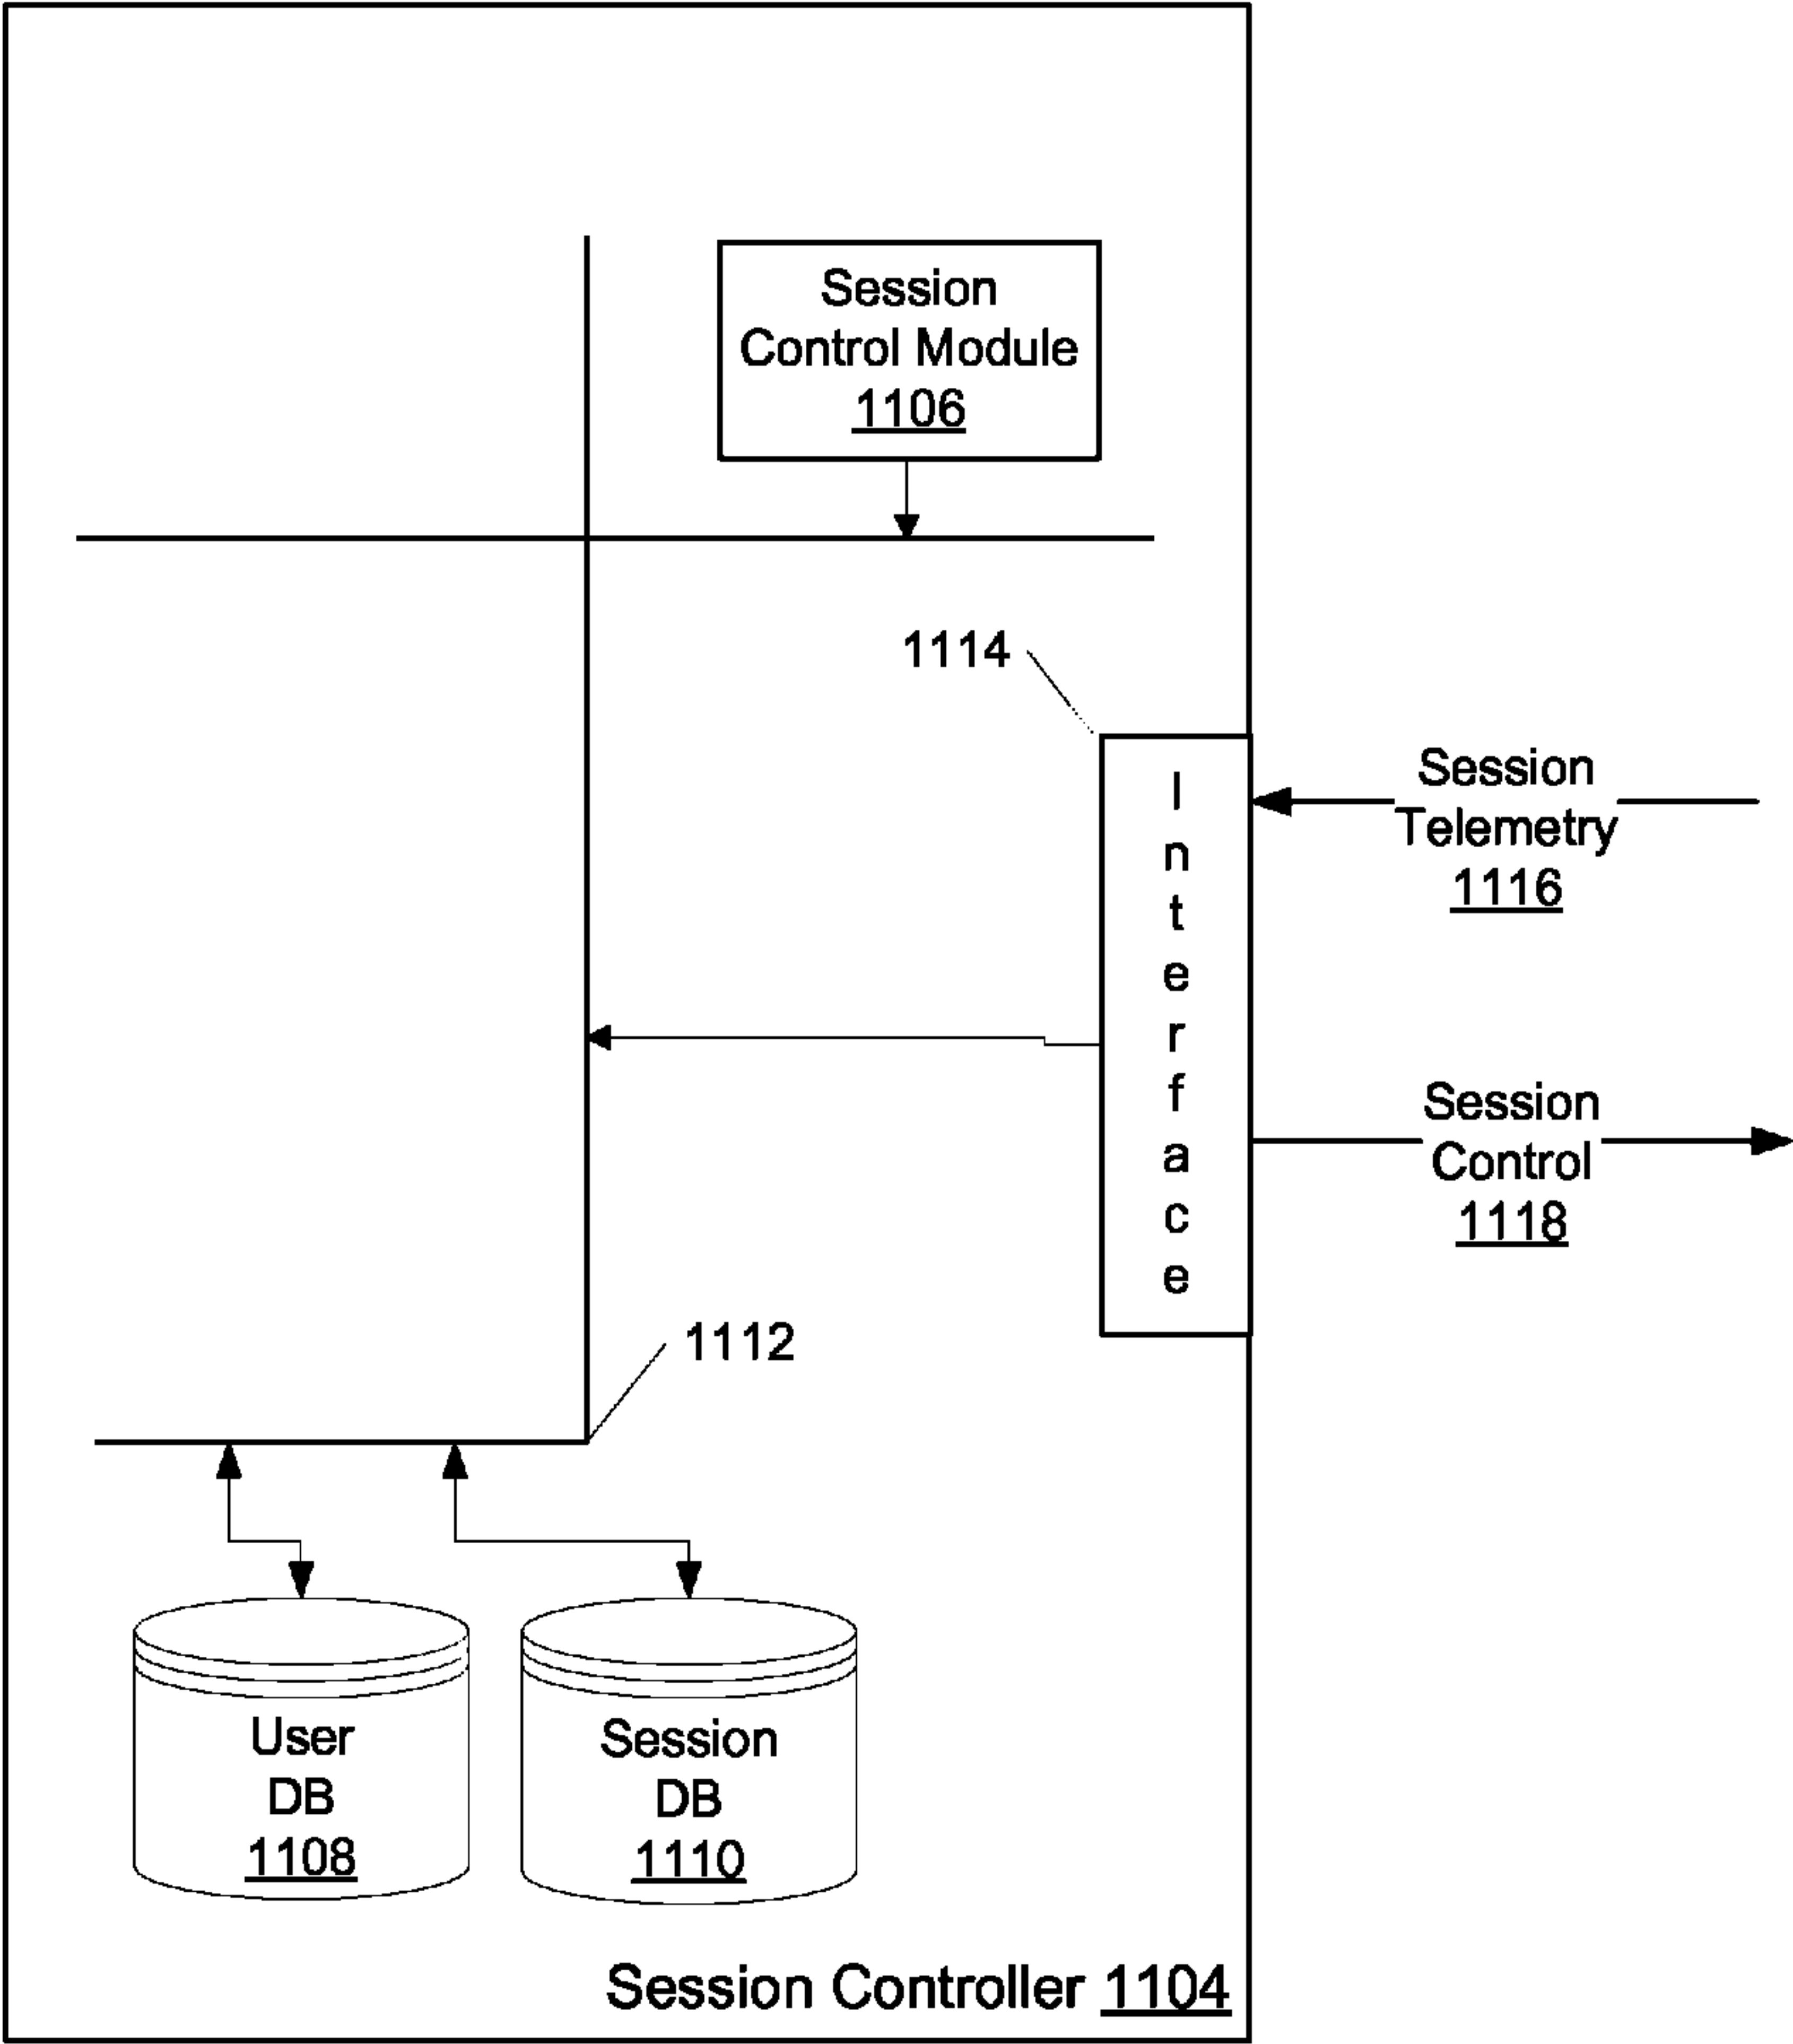 Session
Control Module
1106
1114
Interface
Session
Telemetry
1116
Session
Control
1118
1112
User
DB
1108
Session
DB
1110
Session Controller 1104